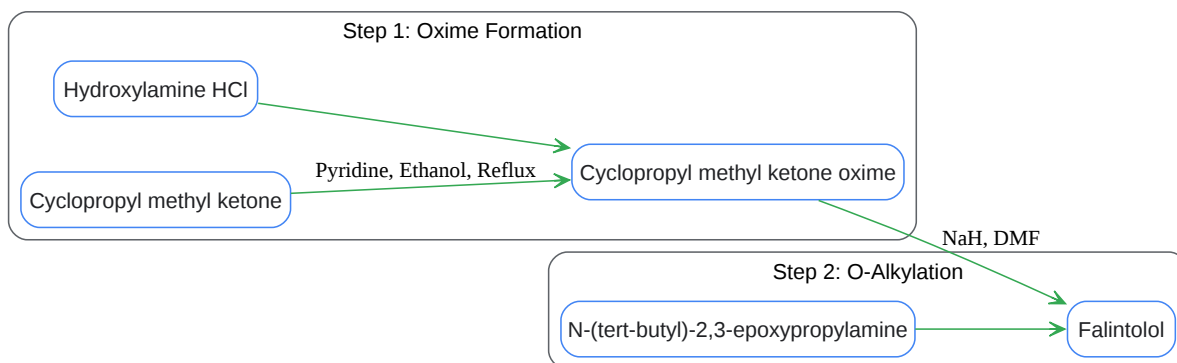 Step 1: Oxime Formation
Hydroxylamine HCl
Pyridine, Ethanol, Reflux
Cyclopropyl methyl ketone
Cyclopropyl methyl ketone oxime
NaH, DMF
Step 2: O-Alkylation
N-(tert-butyl)-2,3-epoxypropylamine
Falintolol